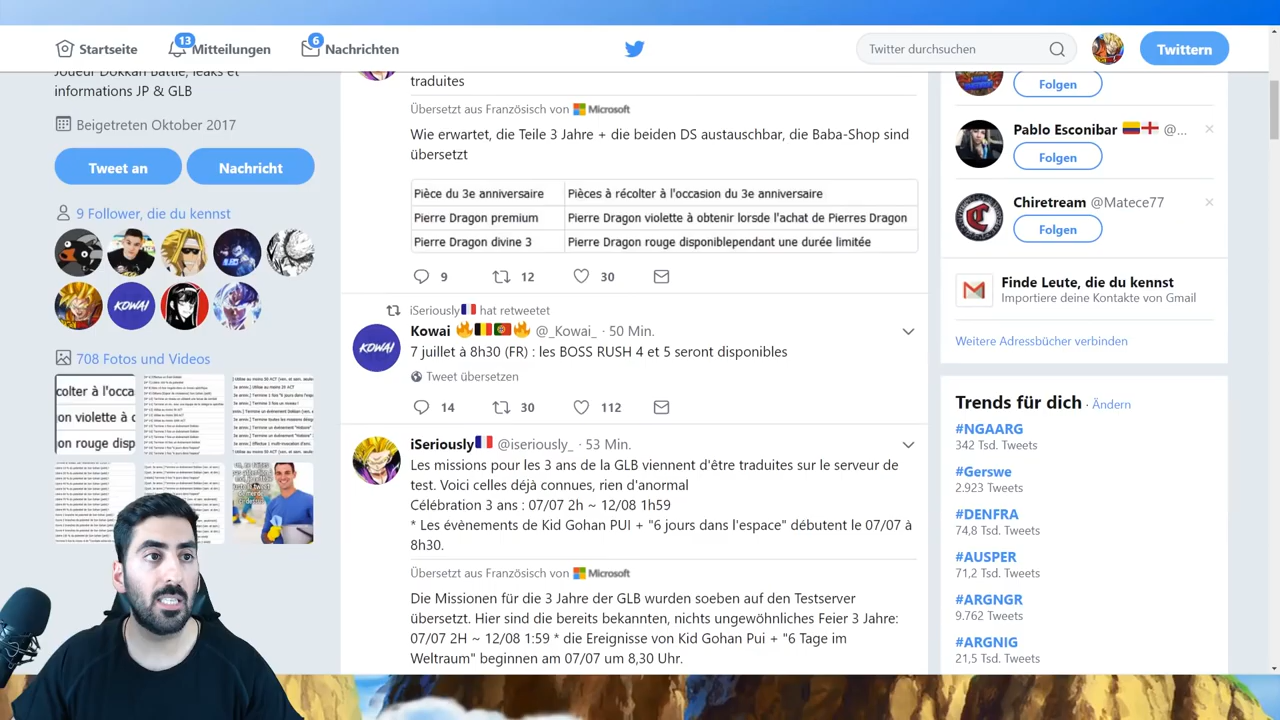 Startseite
13
Mitteilungen
6
Nachrichten
Twitter durchsuchen
Twittern
Joueur Dokkan Battle, leaks et
informations JP & GLB
Beigetreten Oktober 2017
Tweet an
Nachricht
9 Follower, die du kennst
KOWAI
708 Fotos und Videos
colter à l'occa
on violette à c
on rouge disp
traduites
Übersetzt aus Französisch von Microsoft
Wie erwartet, die Teile 3 Jahre + die beiden DS austauschbar, die Baba-Shop sind
übersetzt
Pièce du 3e anniversaire
Pièces à récolter à l'occasion du 3e anniversaire
Pierre Dragon premium
Pierre Dragon violette à obtenir lorsde l'achat de Pierres Dragon
Pierre Dragon divine 3
Pierre Dragon rouge disponiblependant une durée limitée
9
12
30
iSeriously hat retweetet
Kowai @_Kowai_ · 50 Min.
KOWAI
7 juillet à 8h30 (FR) : les BOSS RUSH 4 et 5 seront disponibles
Tweet übersetzen
30
iSeriously @iseriously_ · 53 Min.
Les missions pour les 3 ans de la GLB viennent d'être traduites sur le serveur
test. Voici celles déjà connues, rien d'anormal
Celebration 3 ans : 07/07 2h ~ 12/08 1:59
* Les évènements de Kid Gohan PUI + "6 jours dans l'espace" débutent le 07/07 à
8h30.
Übersetzt aus Französisch von Microsoft
Die Missionen für die 3 Jahre der GLB wurden soeben auf den Testserver
übersetzt. Hier sind die bereits bekannten, nichts ungewöhnliches Feier 3 Jahre:
07/07 2H ~ 12/08 1:59 * die Ereignisse von Kid Gohan Pui + "6 Tage im
Weltraum" beginnen am 07/07 um 8,30 Uhr.
Folgen
Pablo Esconibar @...
Folgen
Chiretream @Matece77
Folgen
Finde Leute, die du kennst
Importiere deine Kontakte von Gmail
Weitere Adressbücher verbinden
Trends für dich · Ändern
#NGAARG
342 Tsd. Tweets
#Gerswe
2.923 Tweets
#DENFRA
74,8 Tsd. Tweets
#AUSPER
71,2 Tsd. Tweets
#ARGNGR
9.762 Tweets
#ARGNIG
21,5 Tsd. Tweets